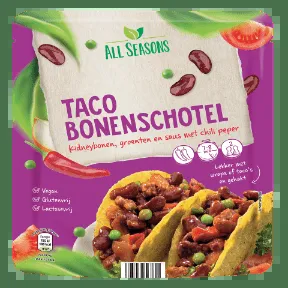 ALL SEASONS
TACO
BONENSCHOTEL
kidneybonen, groenten en saus met chili peper
Lekker met
wraps of taco's
en gehakt
Vegan
Glutenvrij
Lactosevrij